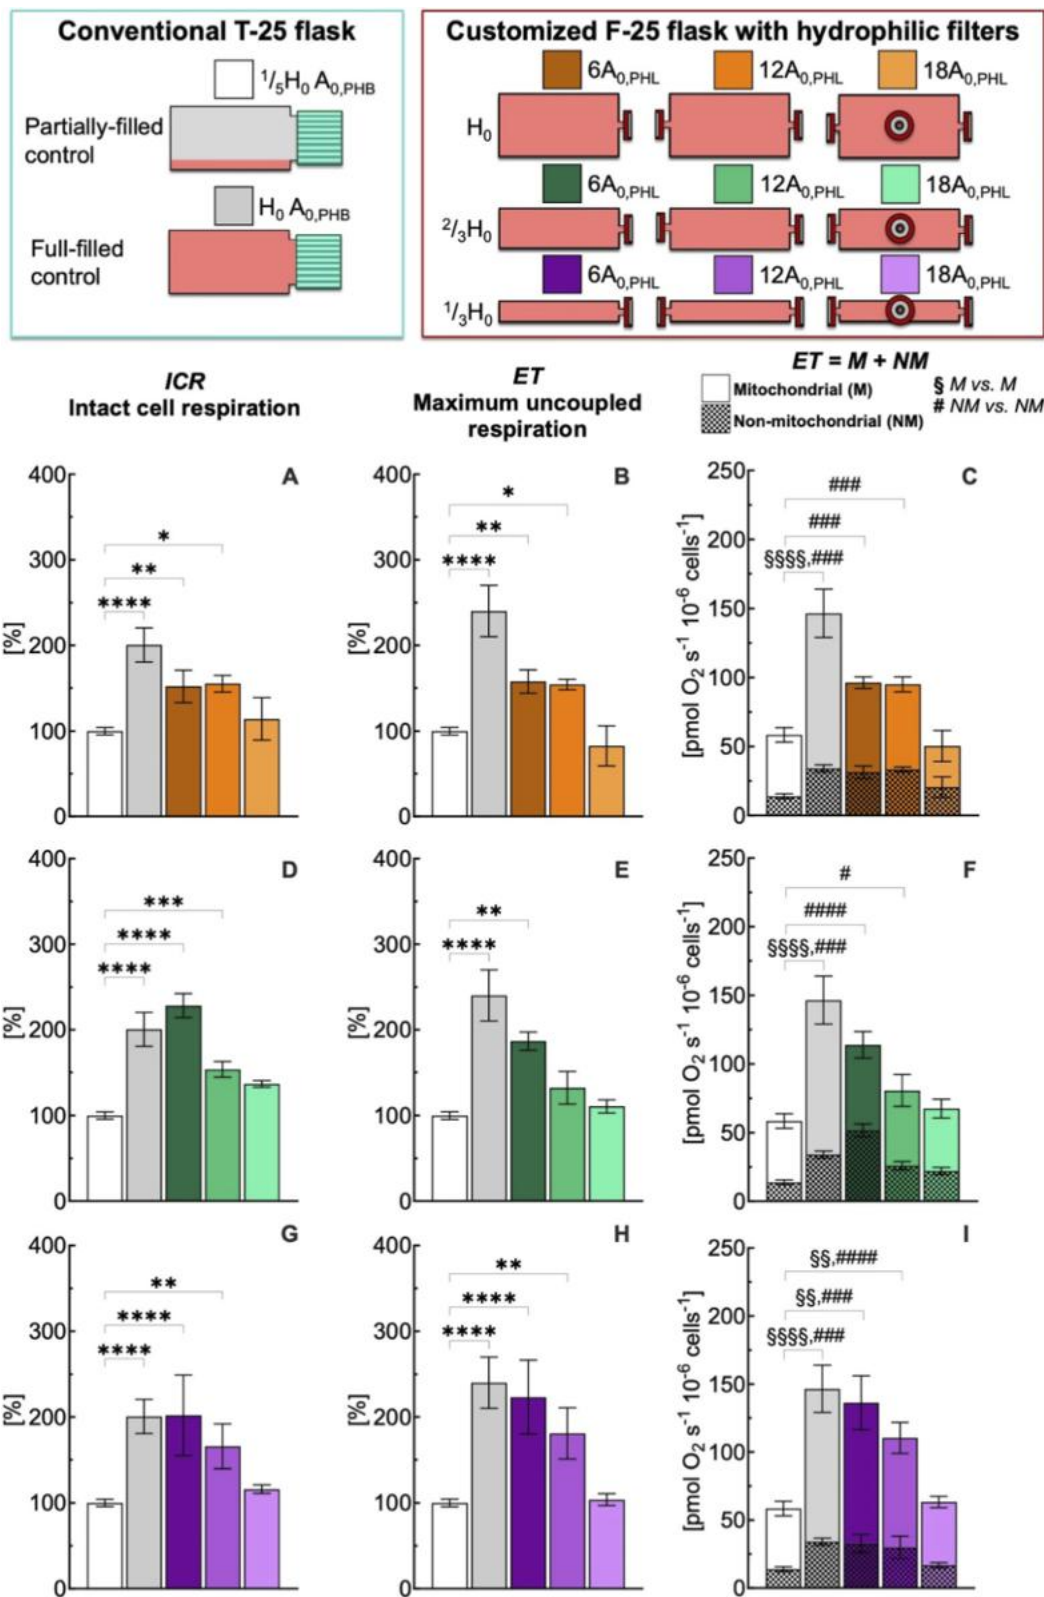 Conventional T-25 flask
1/5H0 A0,PHB
Partially-filled
control
H0 A0,PHB
Full-filled
control
Customized F-25 flask with hydrophilic filters
6A0,PHL 12A0,PHL 18A0,PHL
H0
6A0,PHL 12A0,PHL 18A0,PHL
2/3H0
6A0,PHL 12A0,PHL 18A0,PHL
1/3H0
ICR
Intact cell respiration
ET
Maximum uncoupled
respiration
ET = M + NM
Mitochondrial (M)
Non-mitochondrial (NM)
§ M vs. M
# NM vs. NM
A
400
300
200
100
0
[%]
*
**
****
B
400
300
200
100
0
[%]
*
**
****
C
250
200
150
100
50
0
[pmol O2 s-1 10-6 cells-1]
###
###
§§§§,###
D
400
300
200
100
0
[%]
***
****
****
E
400
300
200
100
0
[%]
**
****
F
250
200
150
100
50
0
[pmol O2 s-1 10-6 cells-1]
#
####
§§§§,###
G
400
300
200
100
0
[%]
**
****
****
H
400
300
200
100
0
[%]
**
****
****
I
250
200
150
100
50
0
[pmol O2 s-1 10-6 cells-1]
§§,####
§§,###
§§§§,###